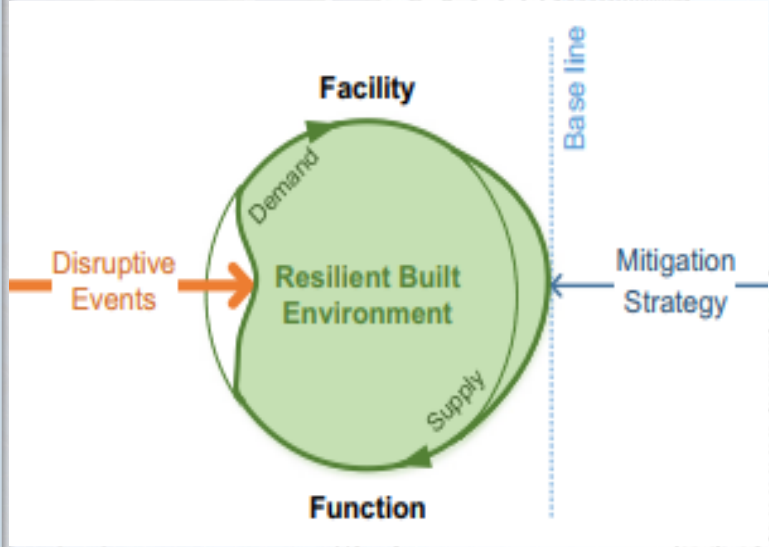 Facility
Base line
Demand
Disruptive
Events
Resilient Built
Environment
Mitigation
Strategy
Supply
Function